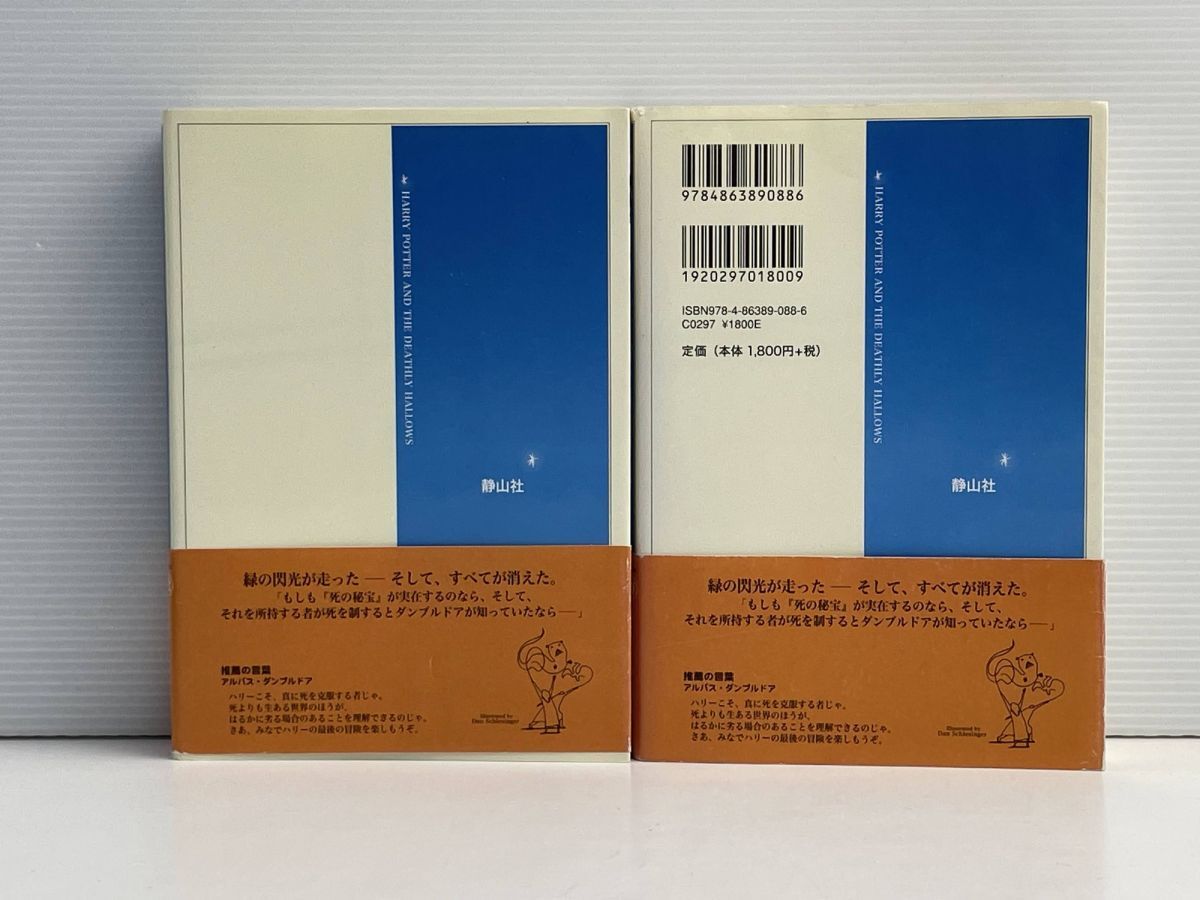 HARRY POTTER AND THE DEATHLY HALLOWS
静山社
緑の閃光が走った ― そして、すべてが消えた。
「もしも『死の秘宝』が実在するのなら、そして、
それを所持する者が死を制するとダンブルドアが知っていたなら――」
推薦の言葉
アルバス・ダンブルドア
ハリーこそ、真に死を克服する者じゃ。
死よりも生ある世界のほうが、
はるかに劣る場合のあることを理解できるのじゃ。
さあ、みなでハリーの最後の冒険を楽しもうぞ。
Illustrated by
Dan Schlesinger
9784863890886
1920297018009
ISBN978-4-86389-088-6
C0297 ¥1800E
定価（本体 1,800円+税）
HARRY POTTER AND THE DEATHLY HALLOWS
静山社
緑の閃光が走った ― そして、すべてが消えた。
「もしも『死の秘宝』が実在するのなら、そして、
それを所持する者が死を制するとダンブルドアが知っていたなら――」
推薦の言葉
アルバス・ダンブルドア
ハリーこそ、真に死を克服する者じゃ。
死よりも生ある世界のほうが、
はるかに劣る場合のあることを理解できるのじゃ。
さあ、みなでハリーの最後の冒険を楽しもうぞ。
Illustrated by
Dan Schlesinger